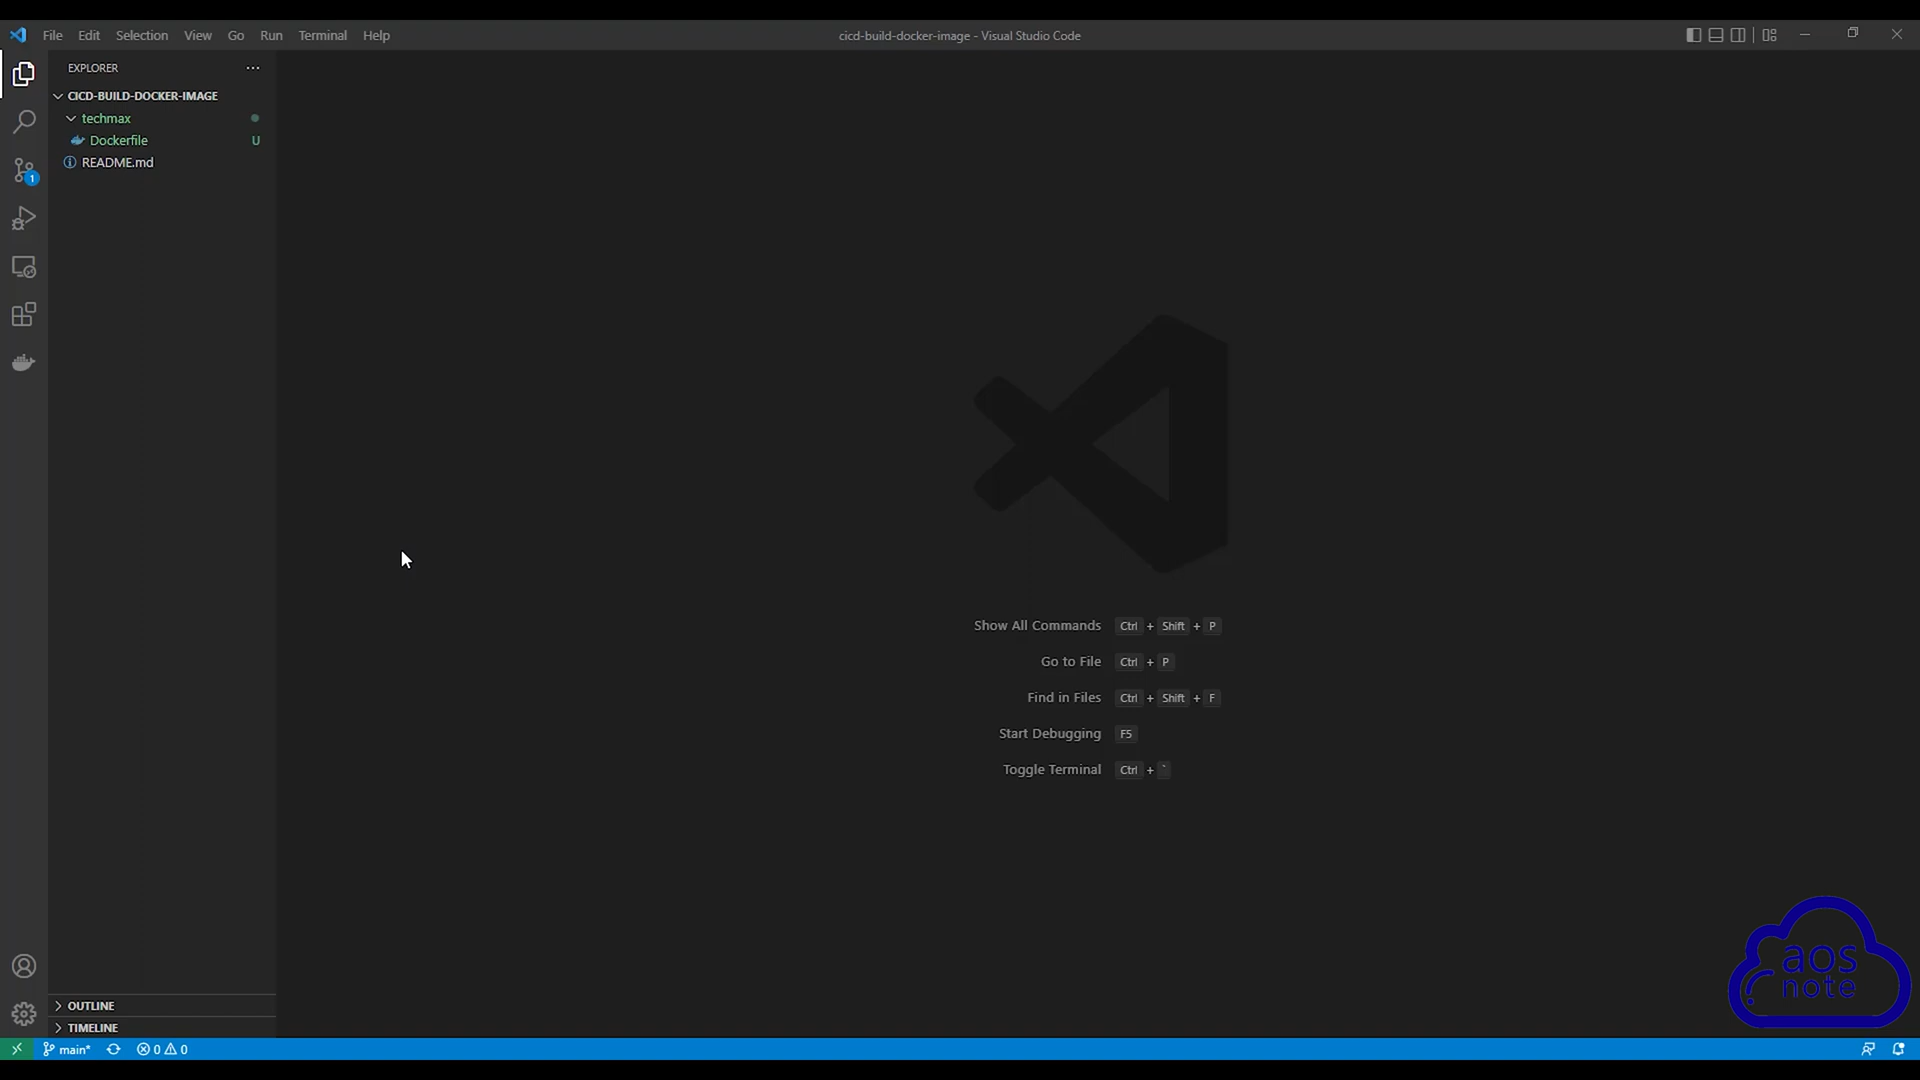 File Edit Selection View Go Run Terminal Help
cicd-build-docker-image - Visual Studio Code
EXPLORER
CICD-BUILD-DOCKER-IMAGE
techmax
Dockerfile U
README.md
1
Show All Commands Ctrl + Shift + P
Go to File Ctrl + P
Find in Files Ctrl + Shift + F
Start Debugging F5
Toggle Terminal Ctrl + `
OUTLINE
TIMELINE
main* 0 0
aos
note